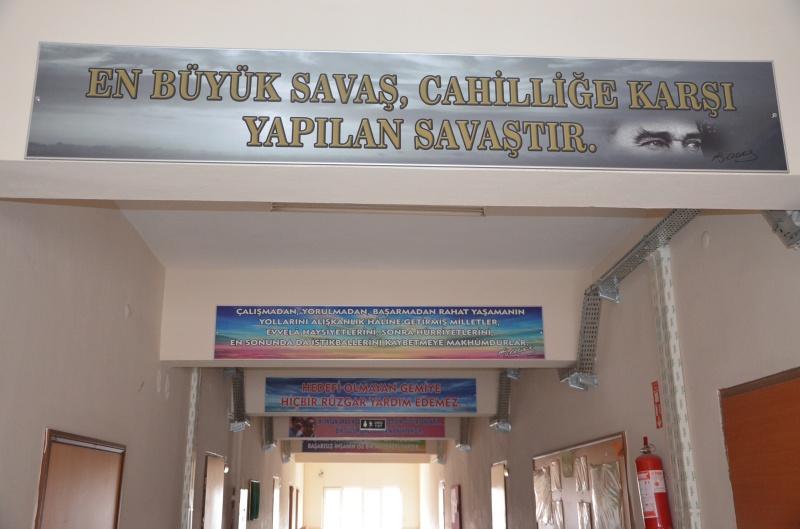 EN BÜYÜK SAVAŞ, CAHİLLİĞE KARŞI
YAPILAN SAVAŞTIR.
ÇALIŞMADAN, YORULMADAN, BAŞARMADAN RAHAT YAŞAMANIN
YOLLARINI ALIŞKANLIK HALİNE GETİRMİŞ MİLLETLER,
EVVELA HAYSİYETLERİNİ, SONRA HÜRRİYETLERİNİ,
EN SONUNDA DA İSTİKBALLERİNİ KAYBETMEYE MAHKUMDURLAR.
HEDEFİ OLMAYAN GEMİYE
HİÇBİR RÜZGAR YARDIM EDEMEZ